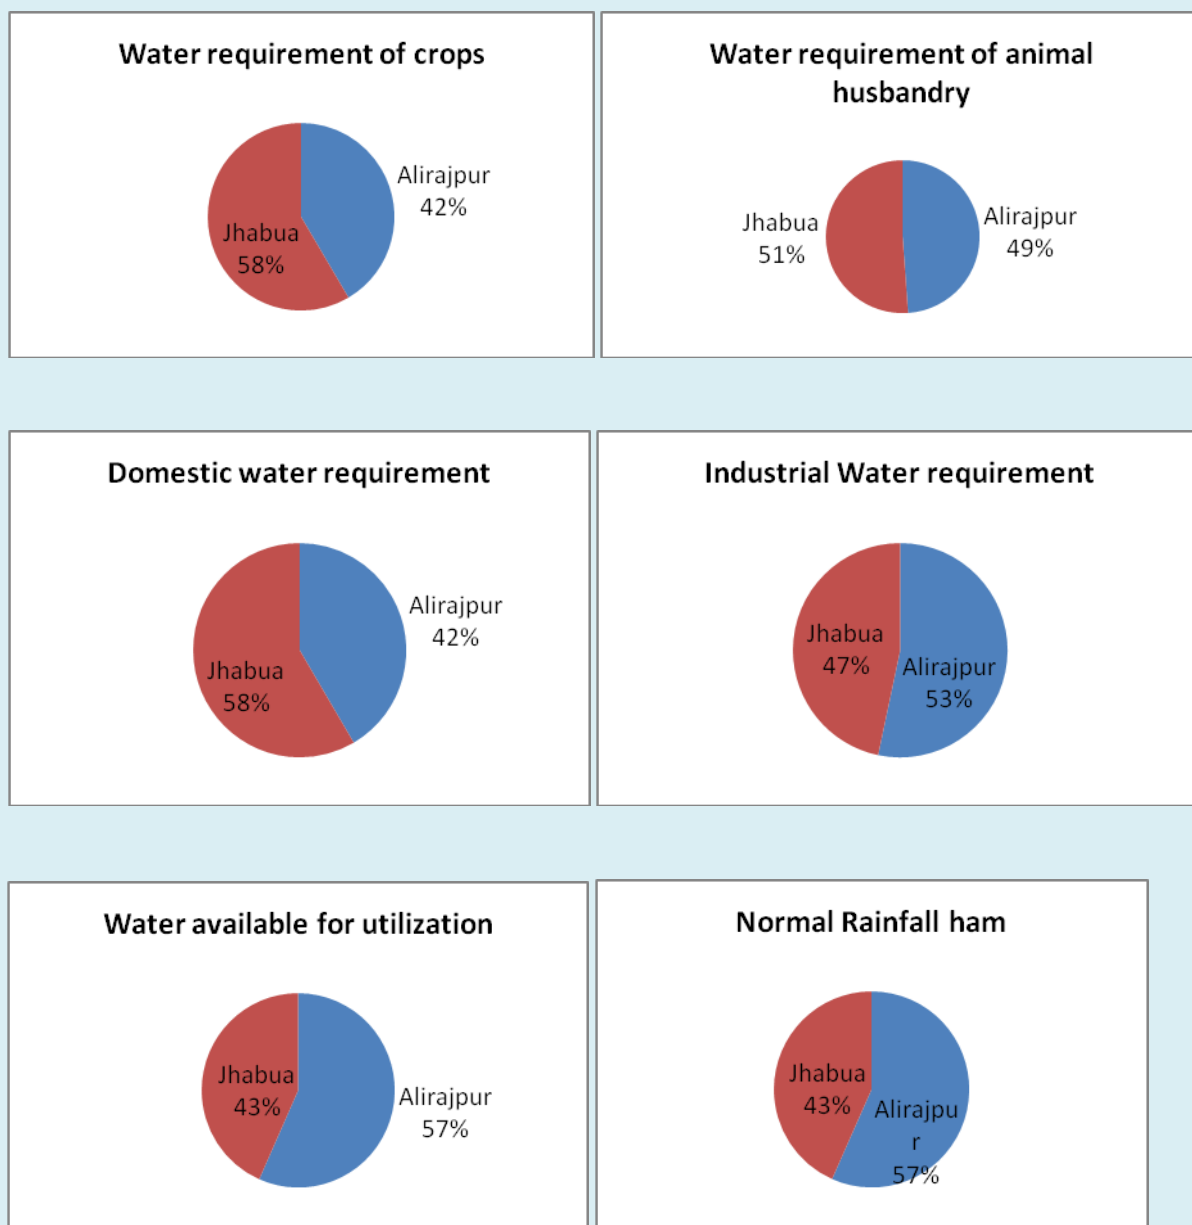 Water requirement of crops
Alirajpur
42%
Jhabua
58%
Water requirement of animal
husbandry
Jhabua
51%
Alirajpur
49%
Domestic water requirement
Alirajpur
42%
Jhabua
58%
Industrial Water requirement
Jhabua
47%
Alirajpur
53%
Water available for utilization
Jhabua
43%
Alirajpur
57%
Normal Rainfall ham
Jhabua
43%
Alirajpu
r
57%